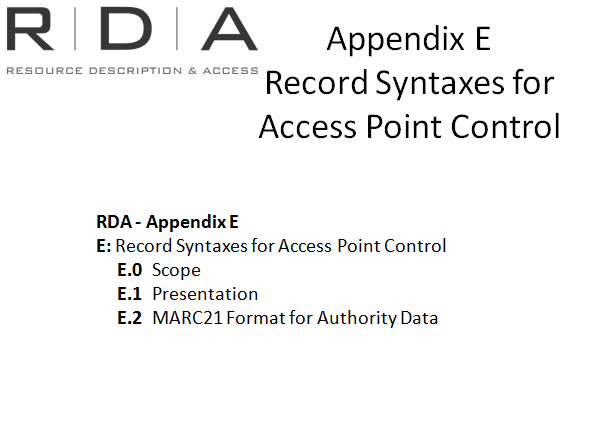 R | D | A
RESOURCE DESCRIPTION & ACCESS
Appendix E
Record Syntaxes for
Access Point Control
RDA - Appendix E
E: Record Syntaxes for Access Point Control
E.0 Scope
E.1 Presentation
E.2 MARC21 Format for Authority Data